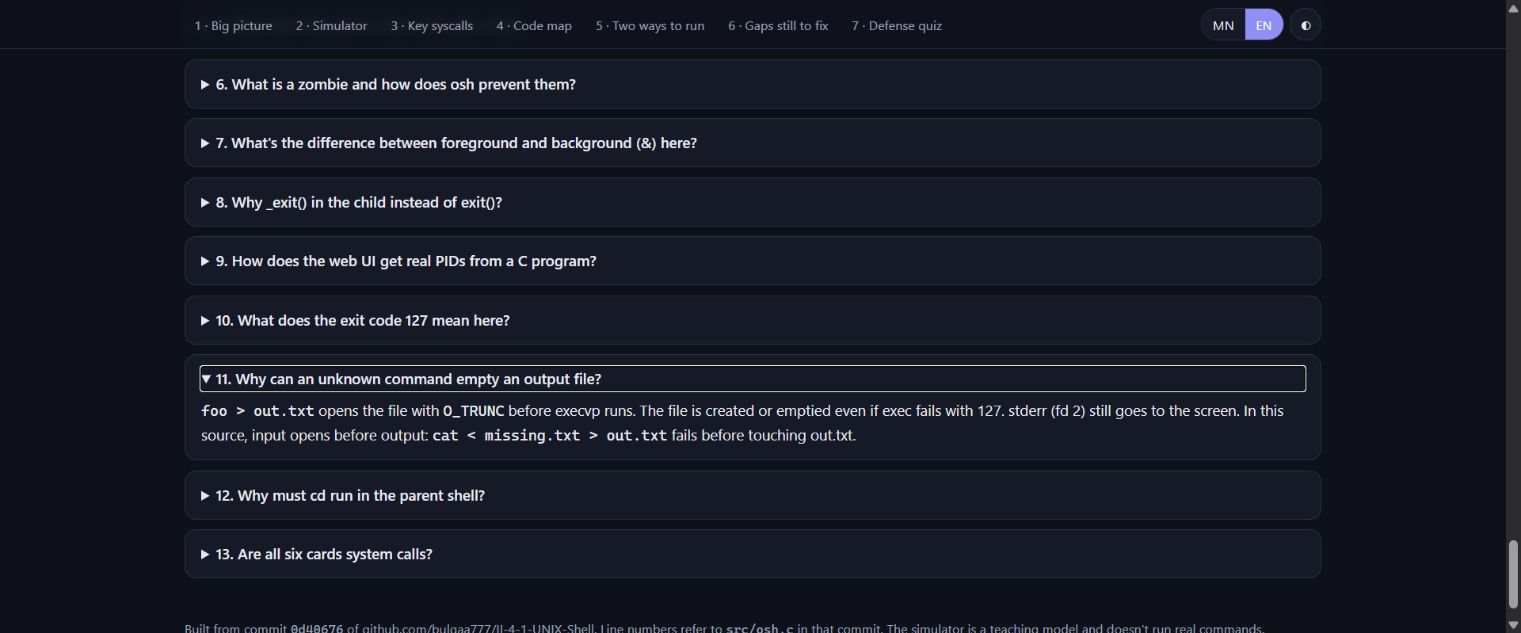 1 · Big picture 2 · Simulator 3 · Key syscalls 4 · Code map 5 · Two ways to run 6 · Gaps still to fix 7 · Defense quiz MN EN
▶ 6. What is a zombie and how does osh prevent them?
▶ 7. What's the difference between foreground and background (&) here?
▶ 8. Why _exit() in the child instead of exit()?
▶ 9. How does the web UI get real PIDs from a C program?
▶ 10. What does the exit code 127 mean here?
▼ 11. Why can an unknown command empty an output file?
foo > out.txt opens the file with O_TRUNC before execvp runs. The file is created or emptied even if exec fails with 127. stderr (fd 2) still goes to the screen. In this
source, input opens before output: cat < missing.txt > out.txt fails before touching out.txt.
▶ 12. Why must cd run in the parent shell?
▶ 13. Are all six cards system calls?
Built from commit 0d40676 of github.com/bulgaa777/II-4-1-UNIX-Shell. Line numbers refer to src/osh.c in that commit. The simulator is a teaching model and doesn't run real commands.